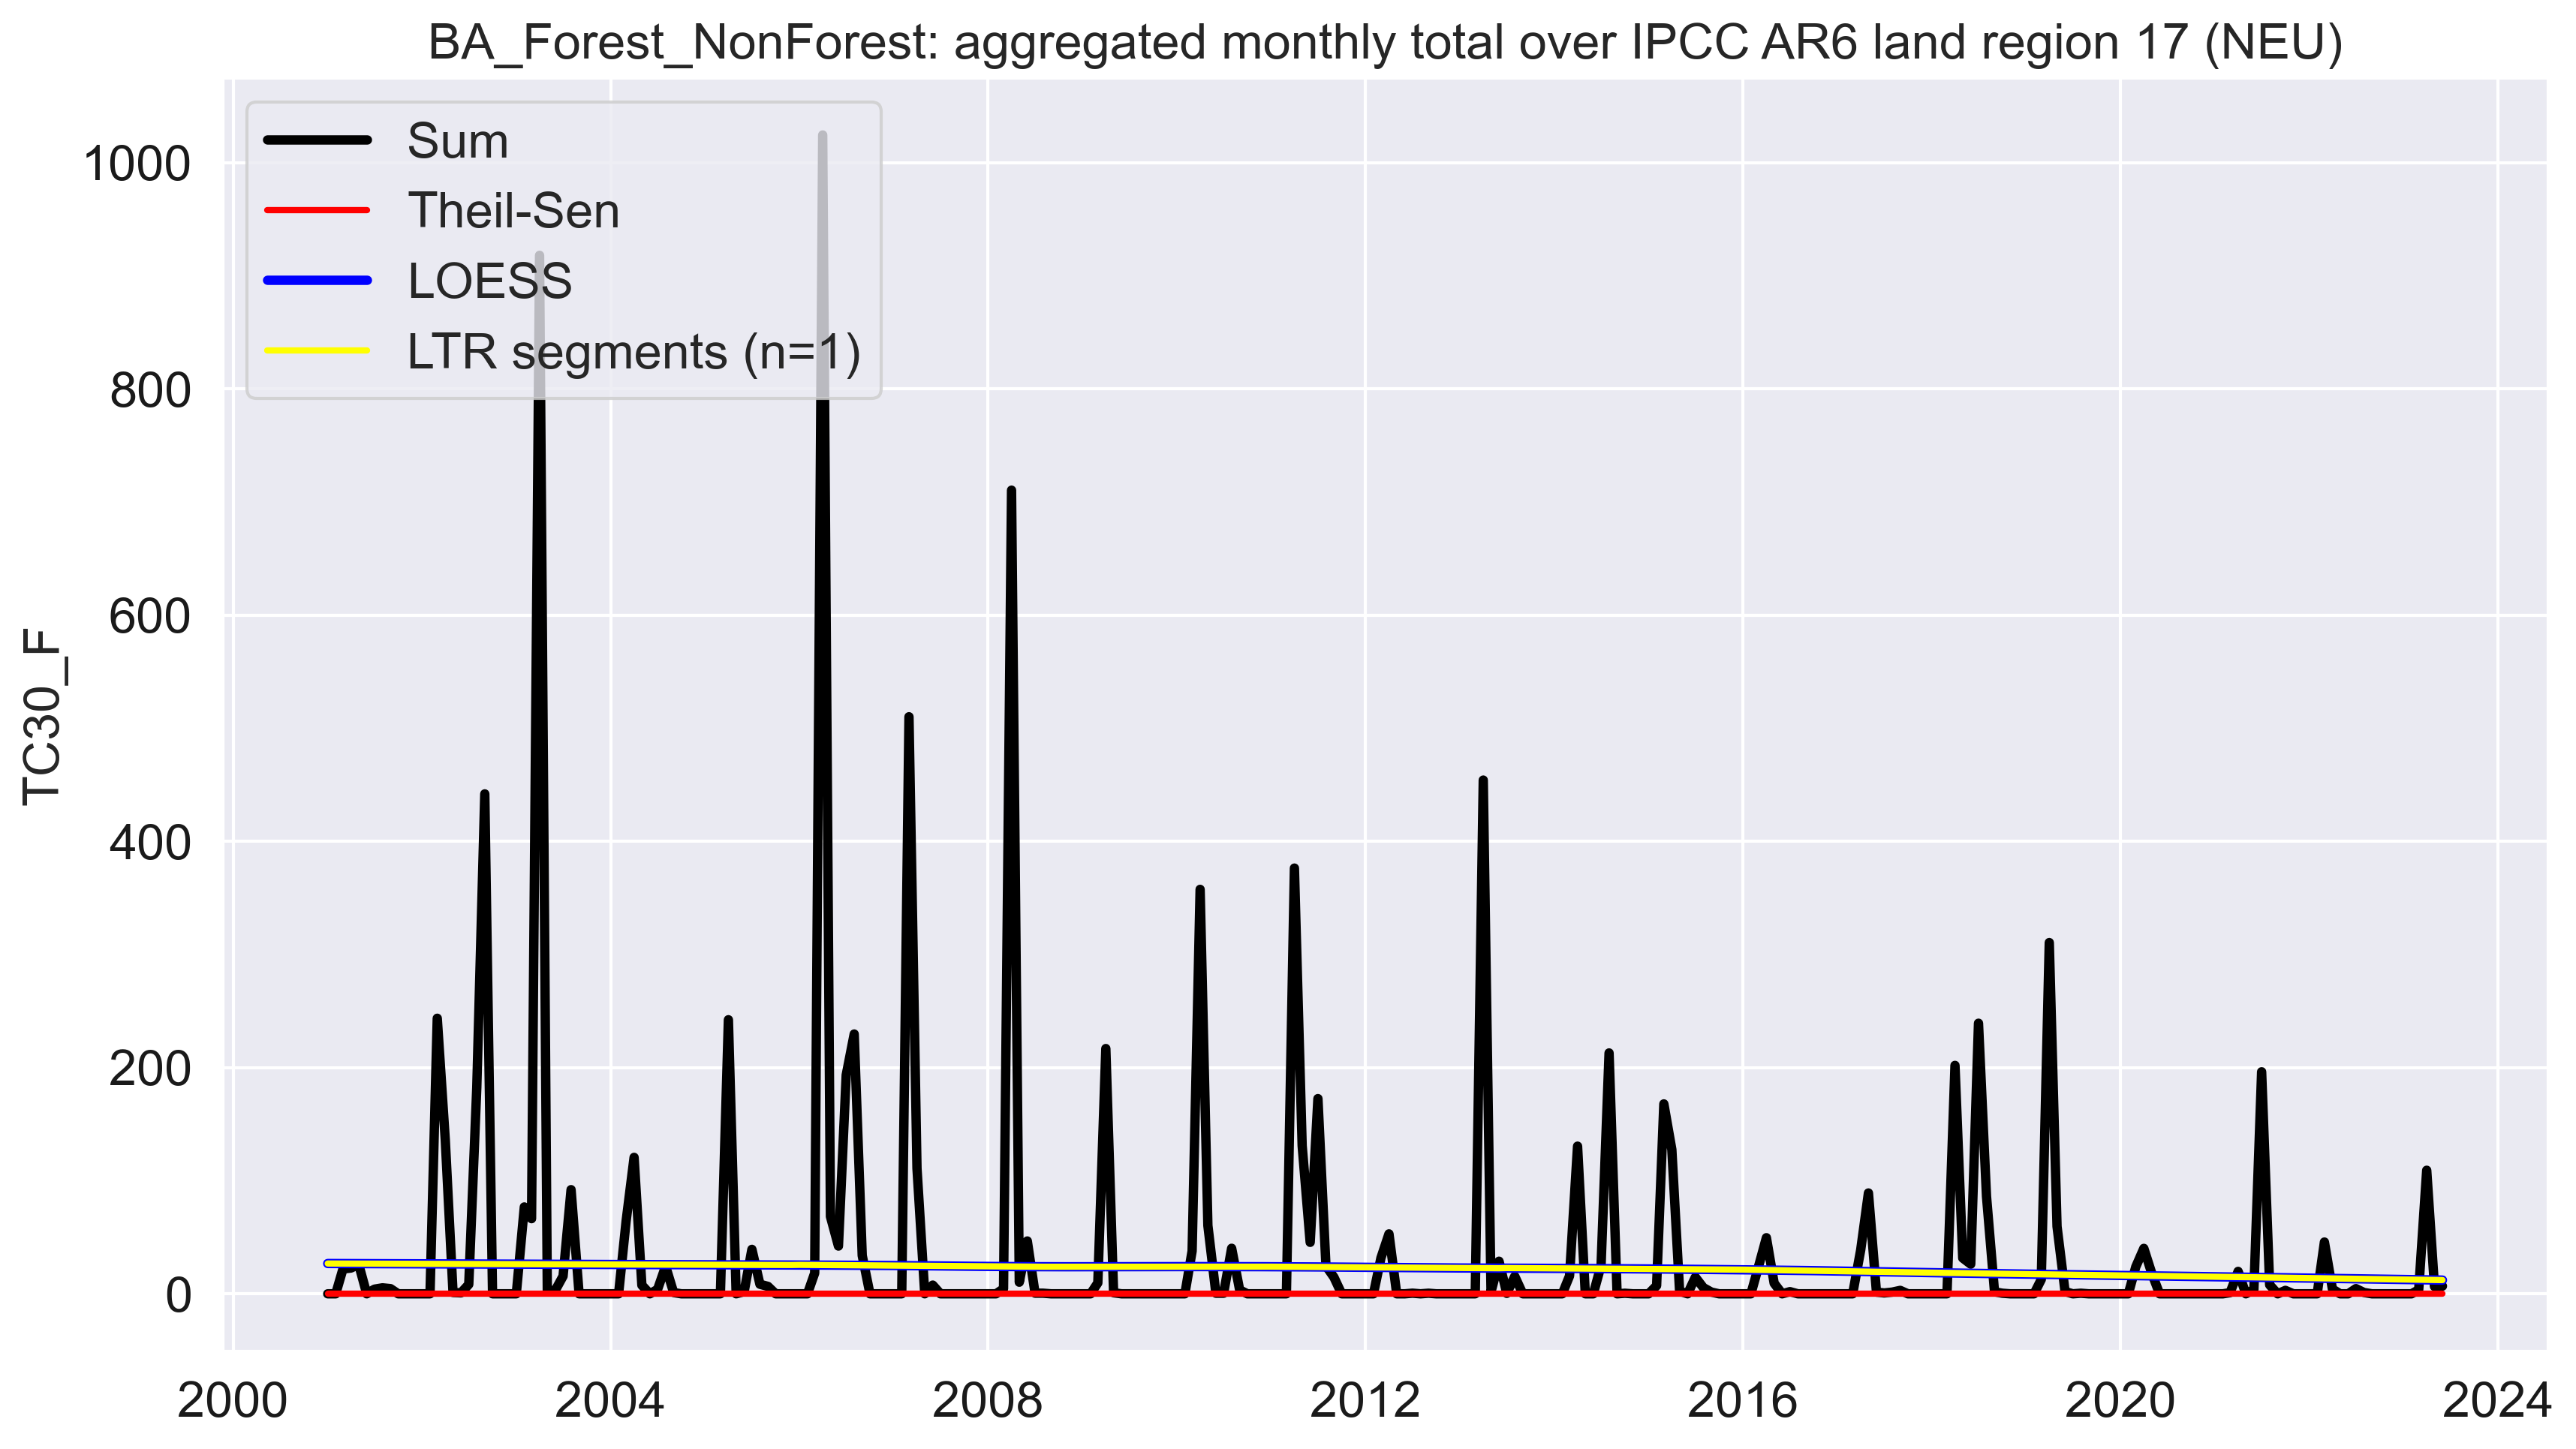 BA_Forest_NonForest: aggregated monthly total over IPCC AR6 land region 17 (NEU)
Sum
Theil-Sen
LOESS
LTR segments (n=1)
TC30_F
1000
800
600
400
200
0
2000 2004 2008 2012 2016 2020 2024